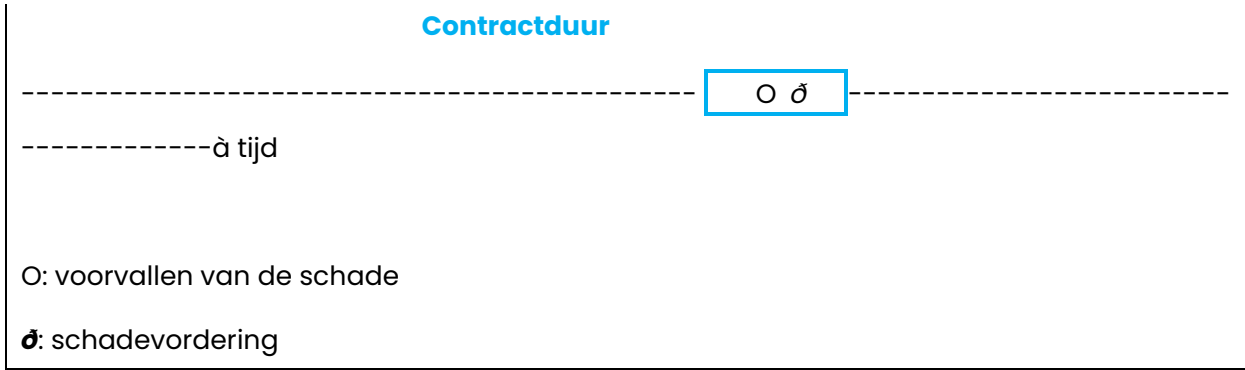 Contractduur
---------------------------------------------- O ð --------------------------
-------------à tijd
O: voorvallen van de schade
ð: schadevordering